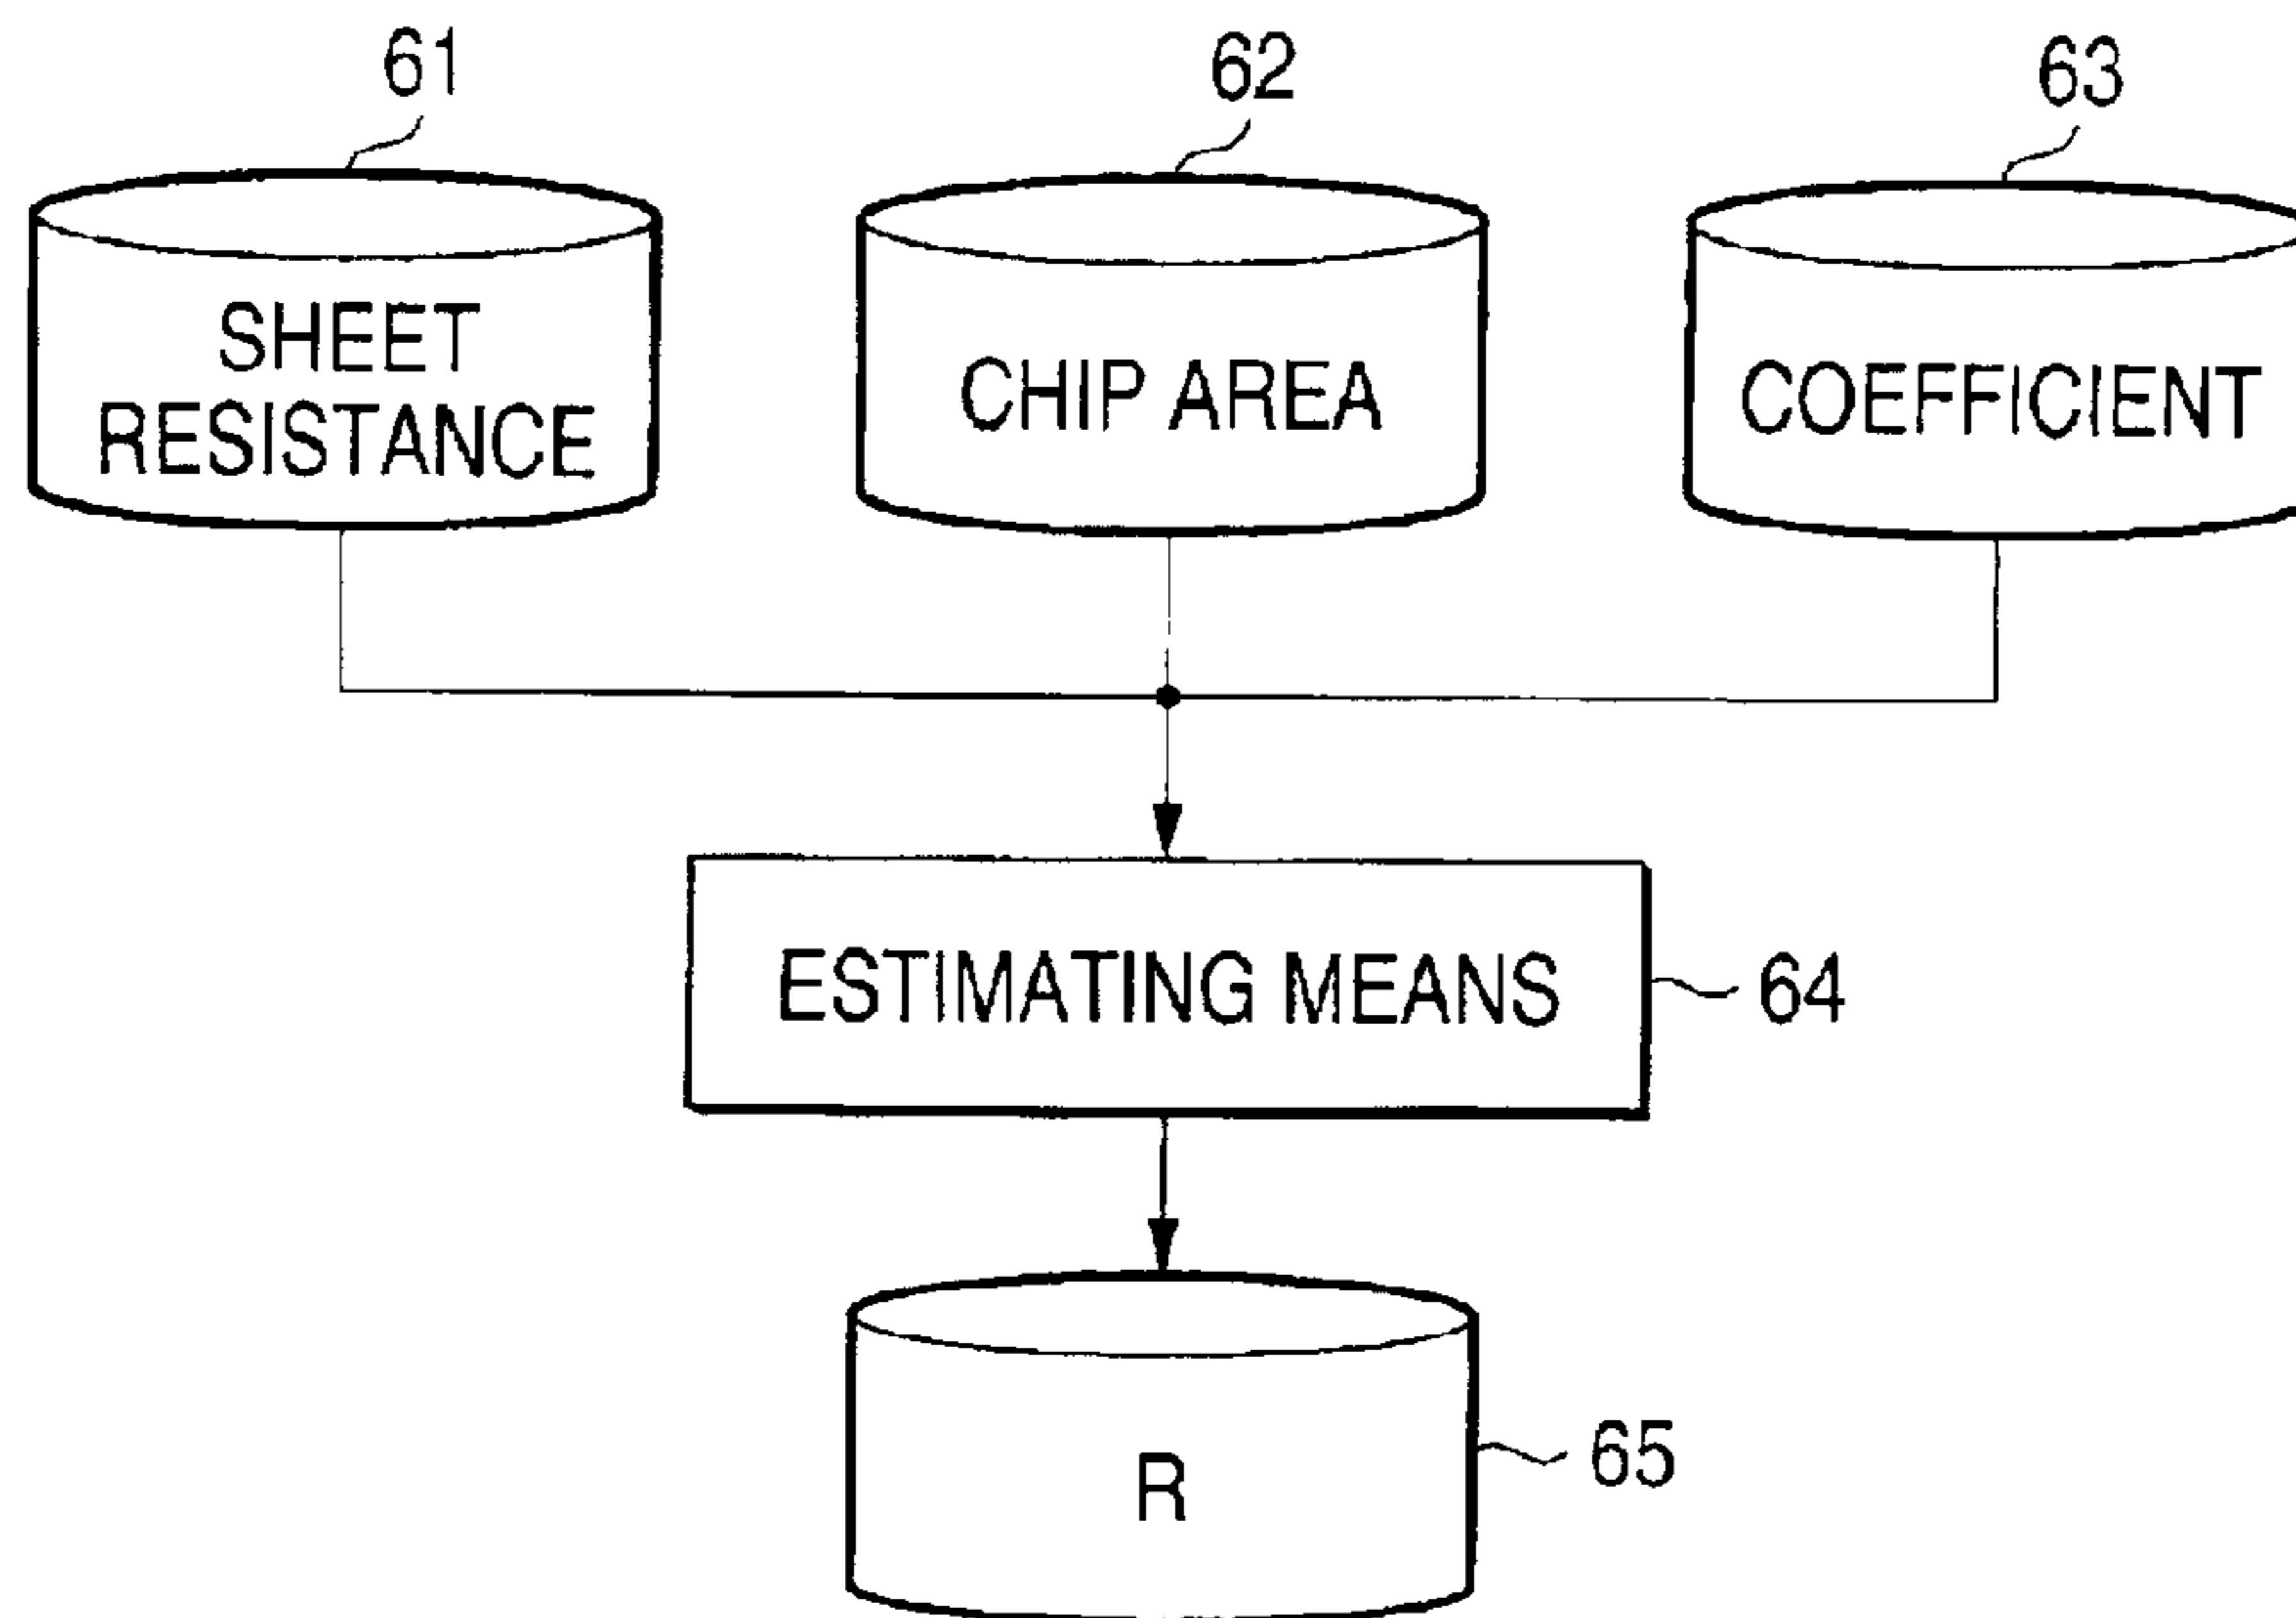 61
62
63
SHEET
RESISTANCE
CHIP AREA
COEFFICIENT
ESTIMATING MEANS
64
R
65